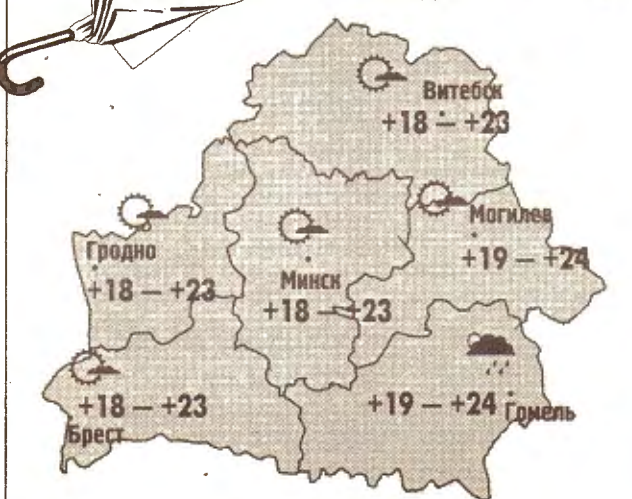 Витебск
+18 — +23
Могилев
+19 — +24
Гродно
+18 — +23
Минск
+18 — +23
+18 — +23
Брест
+19 — +24 Гомель